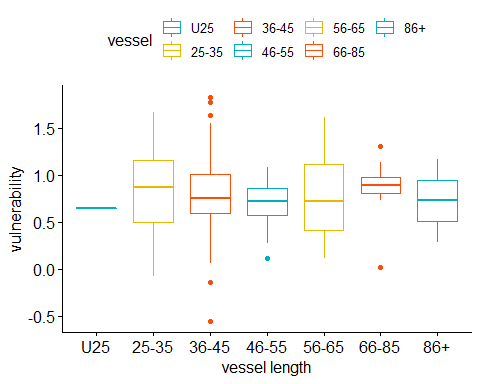 vessel U25 36-45 56-65 86+
25-35 46-55 66-85
vulnerability
1.5
1.0
0.5
0.0
-0.5
U25 25-35 36-45 46-55 56-65 66-85 86+
vessel length